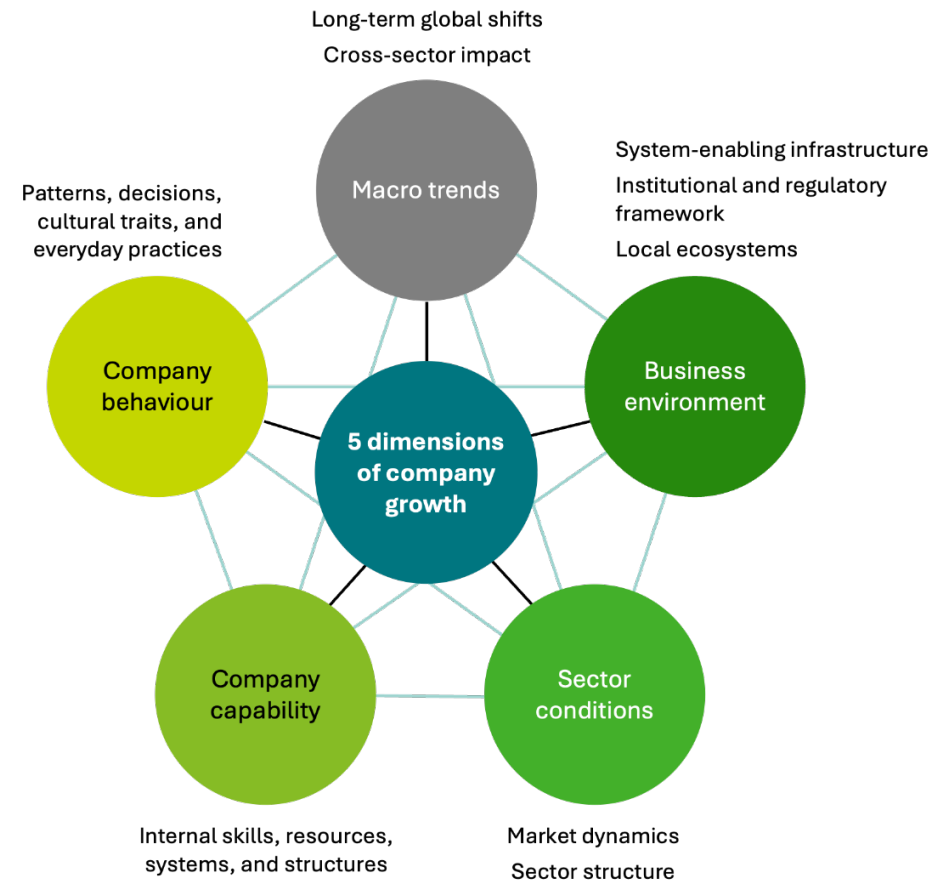 Long-term global shifts
Cross-sector impact
Macro trends
System-enabling infrastructure
Institutional and regulatory
framework
Local ecosystems
Patterns, decisions,
cultural traits, and
everyday practices
Company
behaviour
Business
environment
5 dimensions
of company
growth
Company
capability
Sector
conditions
Internal skills, resources,
systems, and structures
Market dynamics
Sector structure